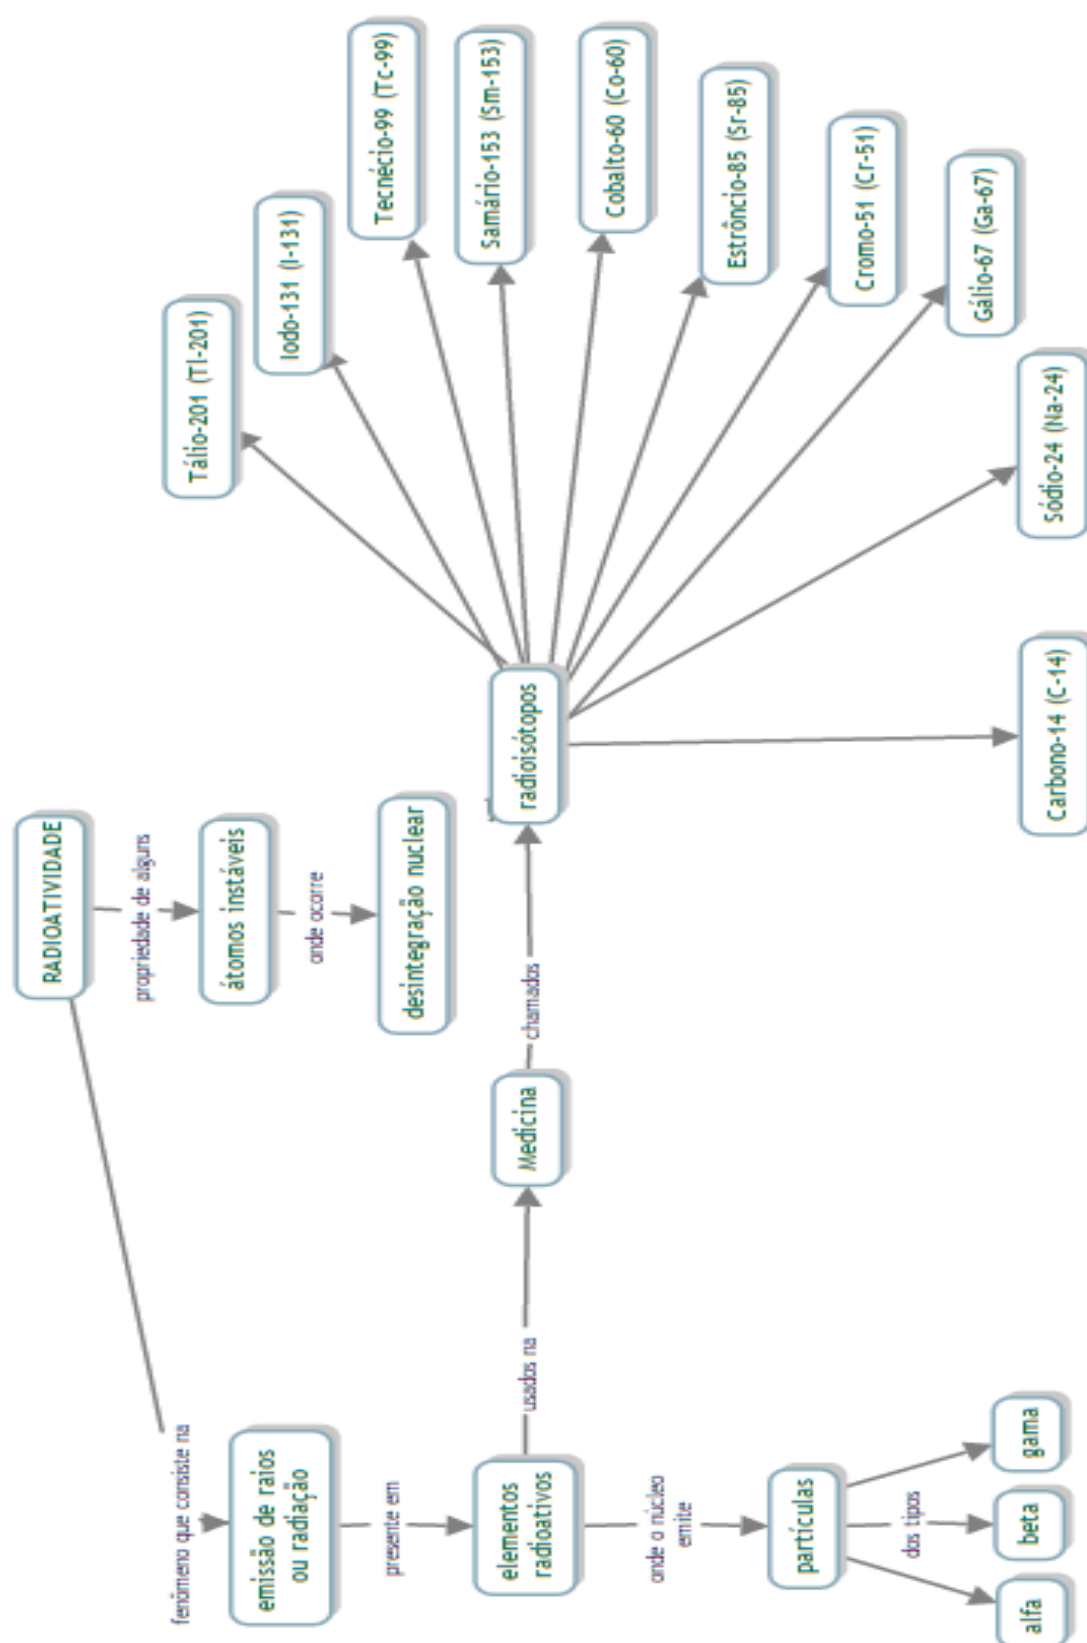 RADIOATIVIDADE
propriedade de alguns
átomos instáveis
onde ocorre
desintegração nuclear
fenômeno que consiste na
emissão de raios
ou radiação
presente em
elementos
radioativos
usados na
Medicina
chamados
radioisótopos
onde o núcleo
emite
partículas
dos tipos
alfa
beta
gama
Tálio-201 (Tl-201)
Iodo-131 (I-131)
Tecnécio-99 (Tc-99)
Samário-153 (Sm-153)
Cobalto-60 (Co-60)
Estrôncio-85 (Sr-85)
Cromo-51 (Cr-51)
Gálio-67 (Ga-67)
Sódio-24 (Na-24)
Carbono-14 (C-14)